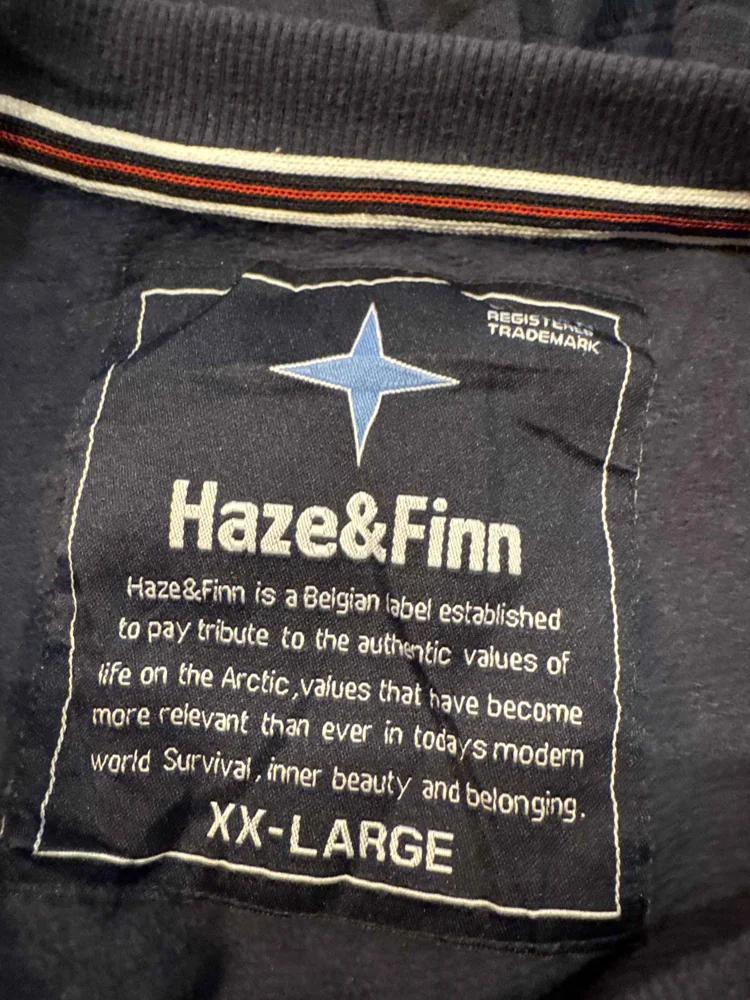 REGISTERED
TRADEMARK
Haze&Finn
Haze&Finn is a Belgian label established
to pay tribute to the authentic values of
life on the Arctic,values that have become
more relevant than ever in todays modern
world Survival, inner beauty and belonging.
XX-LARGE